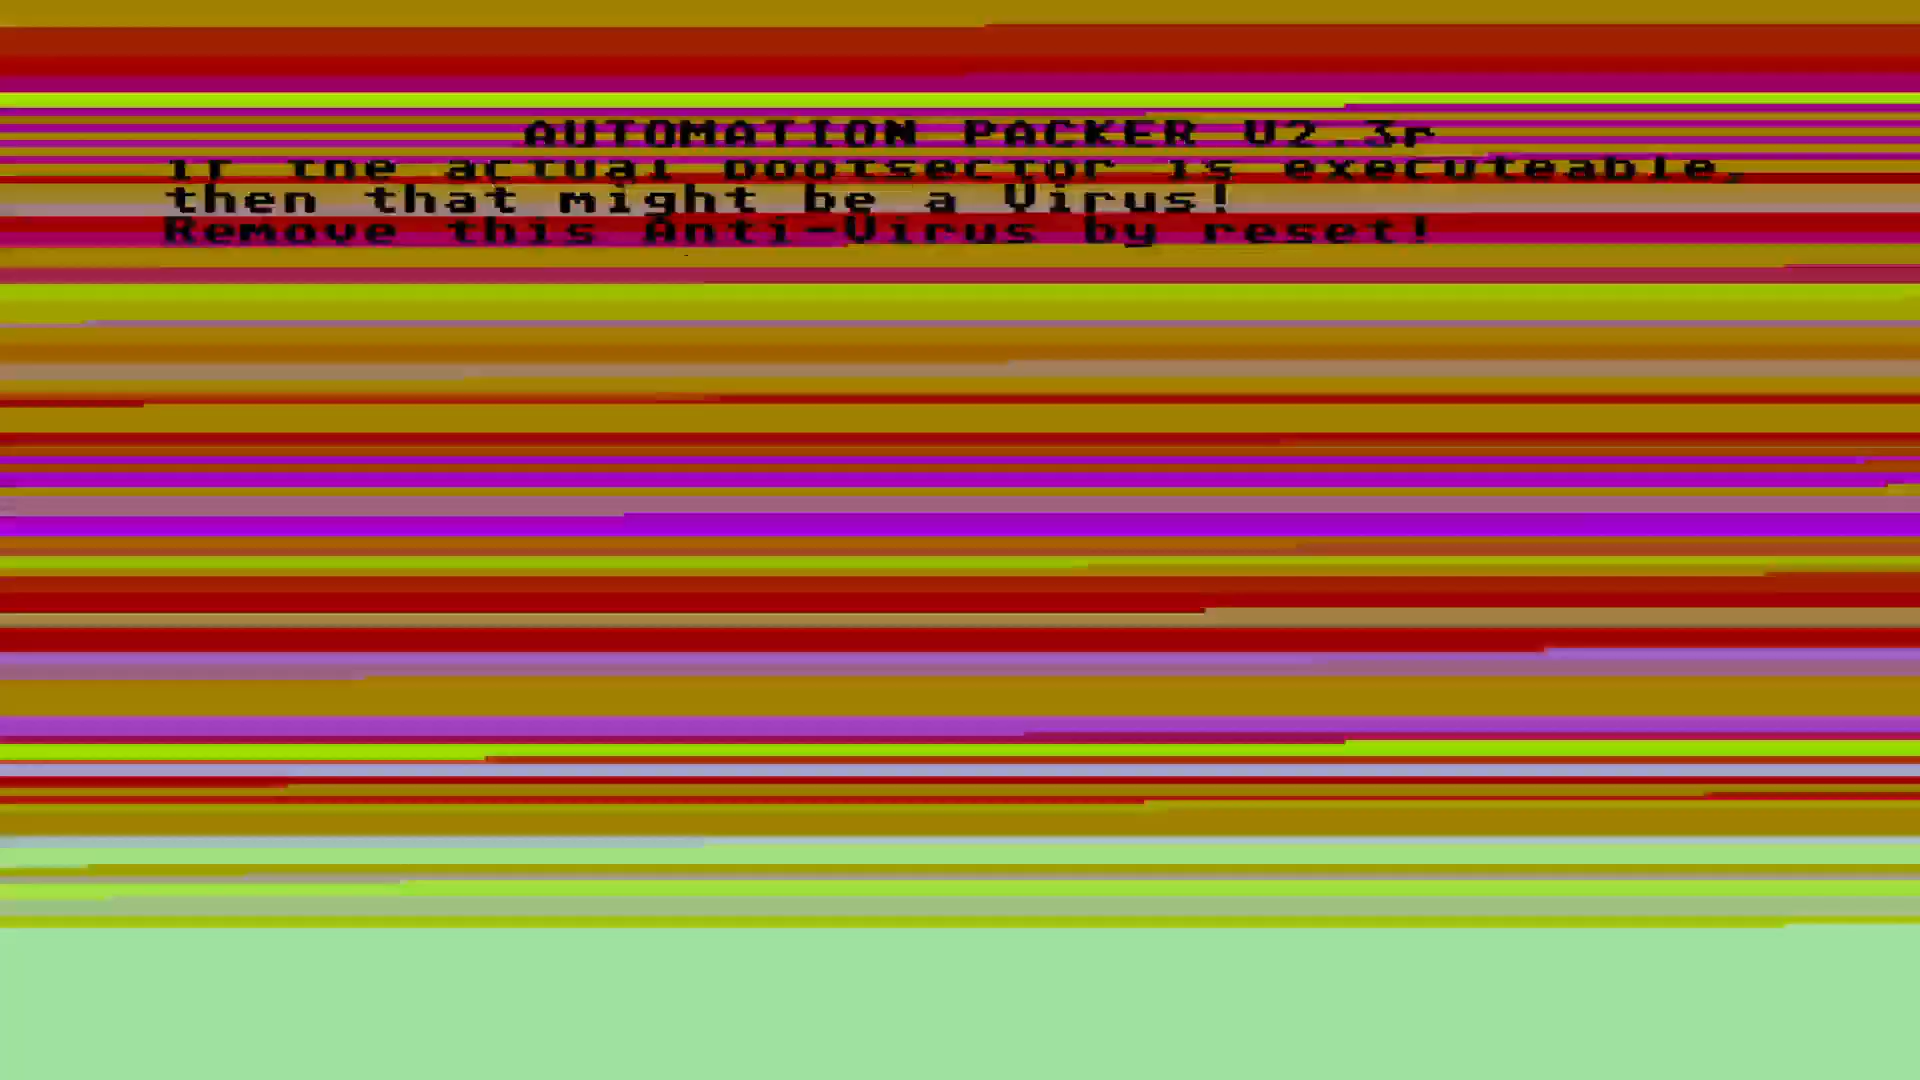 AUTOMATION PACKER V2.3r
if the actual bootsector is executeable,
then that might be a Virus!
Remove this Anti-Virus by reset!